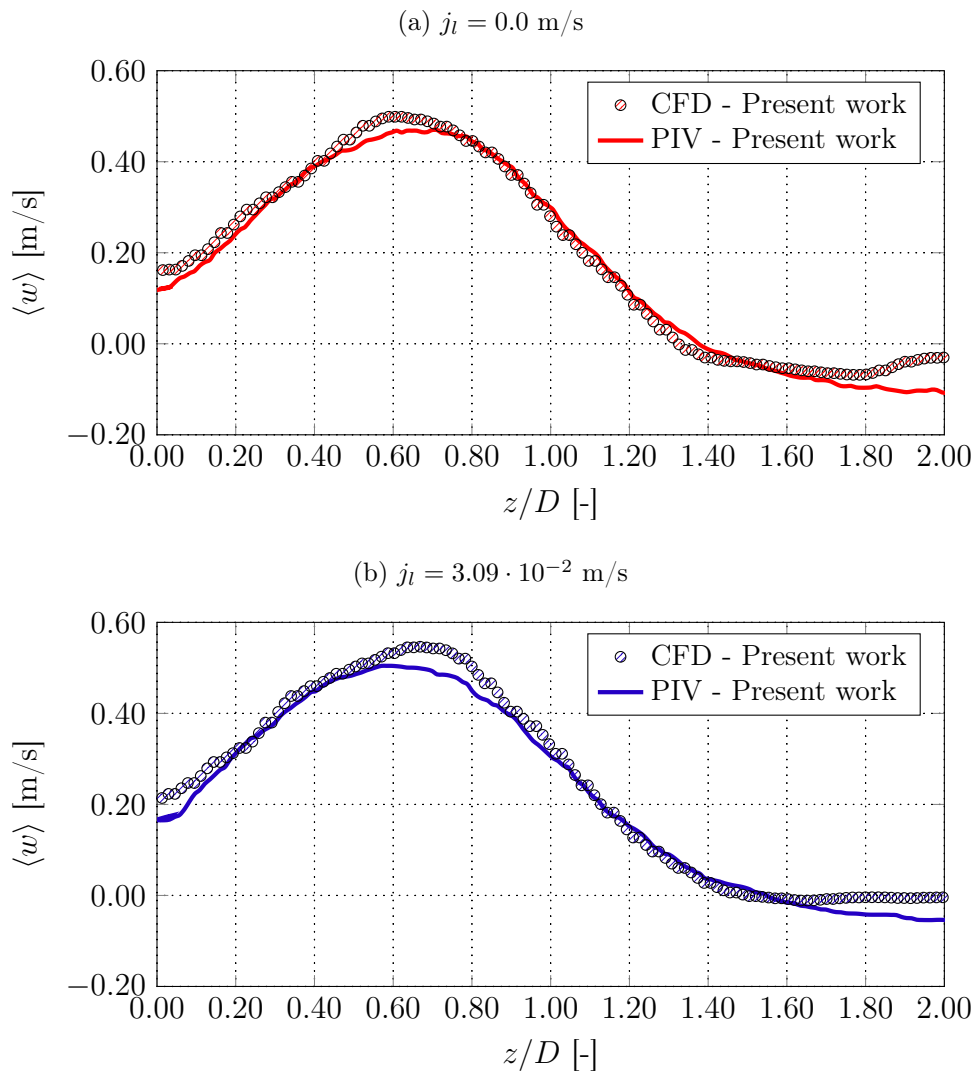 (a) j_l = 0.0 m/s
0.60
0.40
0.20
0.00
−0.20
⟨w⟩ [m/s]
CFD - Present work
PIV - Present work
0.00 0.20 0.40 0.60 0.80 1.00 1.20 1.40 1.60 1.80 2.00
z/D [-]
(b) j_l = 3.09 · 10⁻² m/s
0.60
0.40
0.20
0.00
−0.20
⟨w⟩ [m/s]
CFD - Present work
PIV - Present work
0.00 0.20 0.40 0.60 0.80 1.00 1.20 1.40 1.60 1.80 2.00
z/D [-]